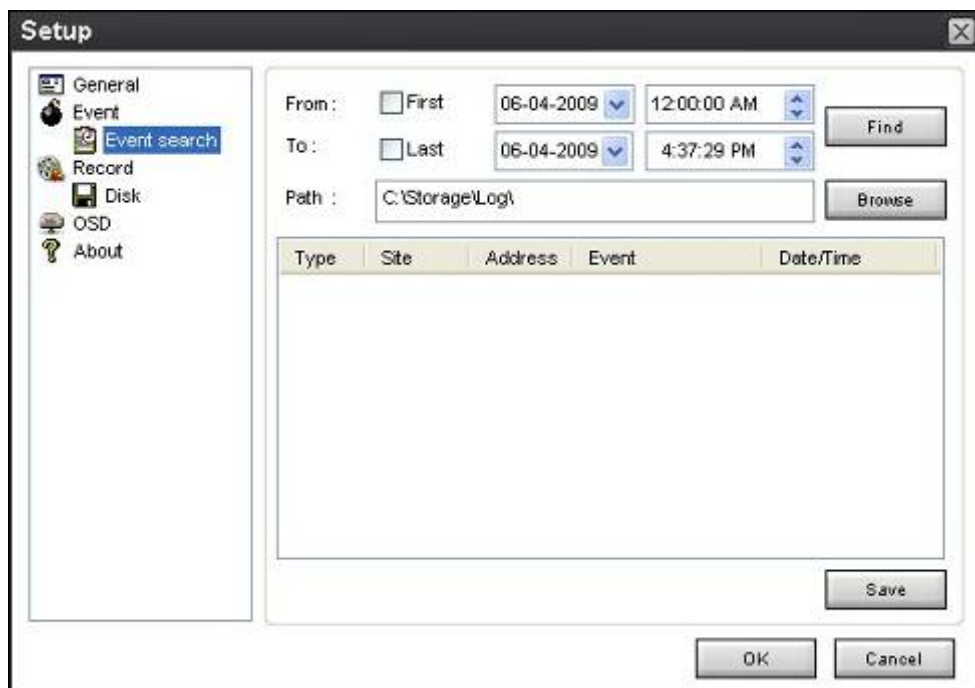 Setup
General
Event
Event search
Record
Disk
OSD
About
From :
First
06-04-2009
12:00:00 AM
Find
To :
Last
06-04-2009
4:37:29 PM
Path :
C:\Storage\Log\
Browse
Type Site Address Event Date/Time
Save
OK
Cancel